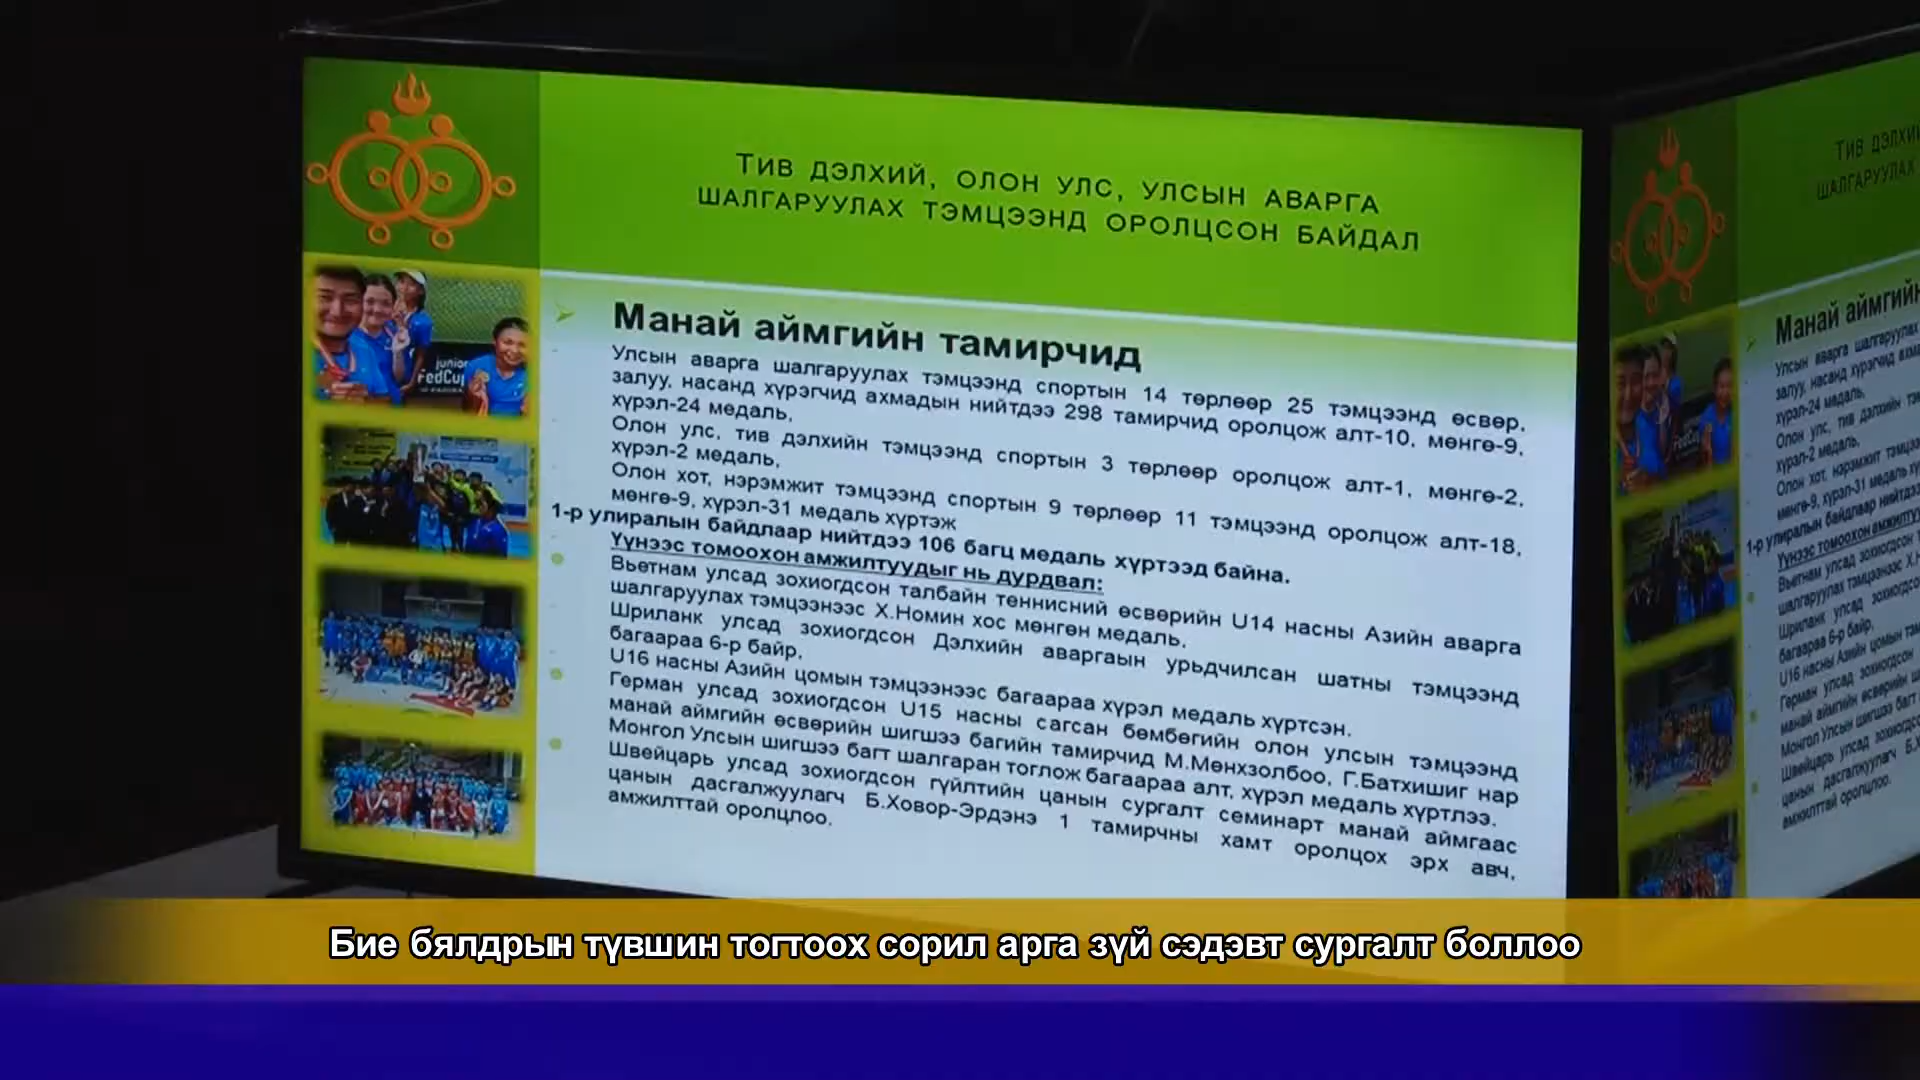 Тив дэлхий, олон улс, улсын аварга
шалгаруулах тэмцээнд оролцсон байдал
Манай аймгийн тамирчид
Улсын аварга шалгаруулах тэмцээнд спортын 14 төрлөөр 25 тэмцээнд өсвөр,
залуу, насанд хүрэгчид ахмадын нийтдээ 298 тамирчид оролцож алт-10, мөнгө-9,
хүрэл-24 медаль,
Олон улс, тив дэлхийн тэмцээнд спортын 3 төрлөөр оролцож алт-1, мөнгө-2,
хүрэл-2 медаль,
Олон хот, нэрэмжит тэмцээнд спортын 9 төрлөөр 11 тэмцээнд оролцож алт-18,
мөнгө-9, хүрэл-31 медаль хүртэж
1-р улиралын байдлаар нийтдээ 106 багц медаль хүртээд байна.
Үүнээс томоохон амжилтуудыг нь дурдвал:
Вьетнам улсад зохиогдсон талбайн теннисний өсвөрийн U14 насны Азийн аварга
шалгаруулах тэмцээнээс Х.Номин хос мөнгөн медаль.
Шриланк улсад зохиогдсон Дэлхийн аваргаын урьдчилсан шатны тэмцээнд
багаараа 6-р байр,
U16 насны Азийн цомын тэмцээнээс багаараа хүрэл медаль хүртсэн.
Герман улсад зохиогдсон U15 насны сагсан бөмбөгийн олон улсын тэмцээнд
манай аймгийн өсвөрийн шигшээ багийн тамирчид М.Мөнхзолбоо, Г.Батхишиг нар
Монгол Улсын шигшээ багт шалгаран тоглож багаараа алт, хүрэл медаль хүртлээ.
Швейцарь улсад зохиогдсон гүйлтийн цанын сургалт семинарт манай аймгаас
цанын дасгалжуулагч Б.Ховор-Эрдэнэ 1 тамирчны хамт оролцох эрх авч,
амжилттай оролцлоо.
junior
FedCup
Бие бялдрын түвшин тогтоох сорил арга зүй сэдэвт сургалт боллоо